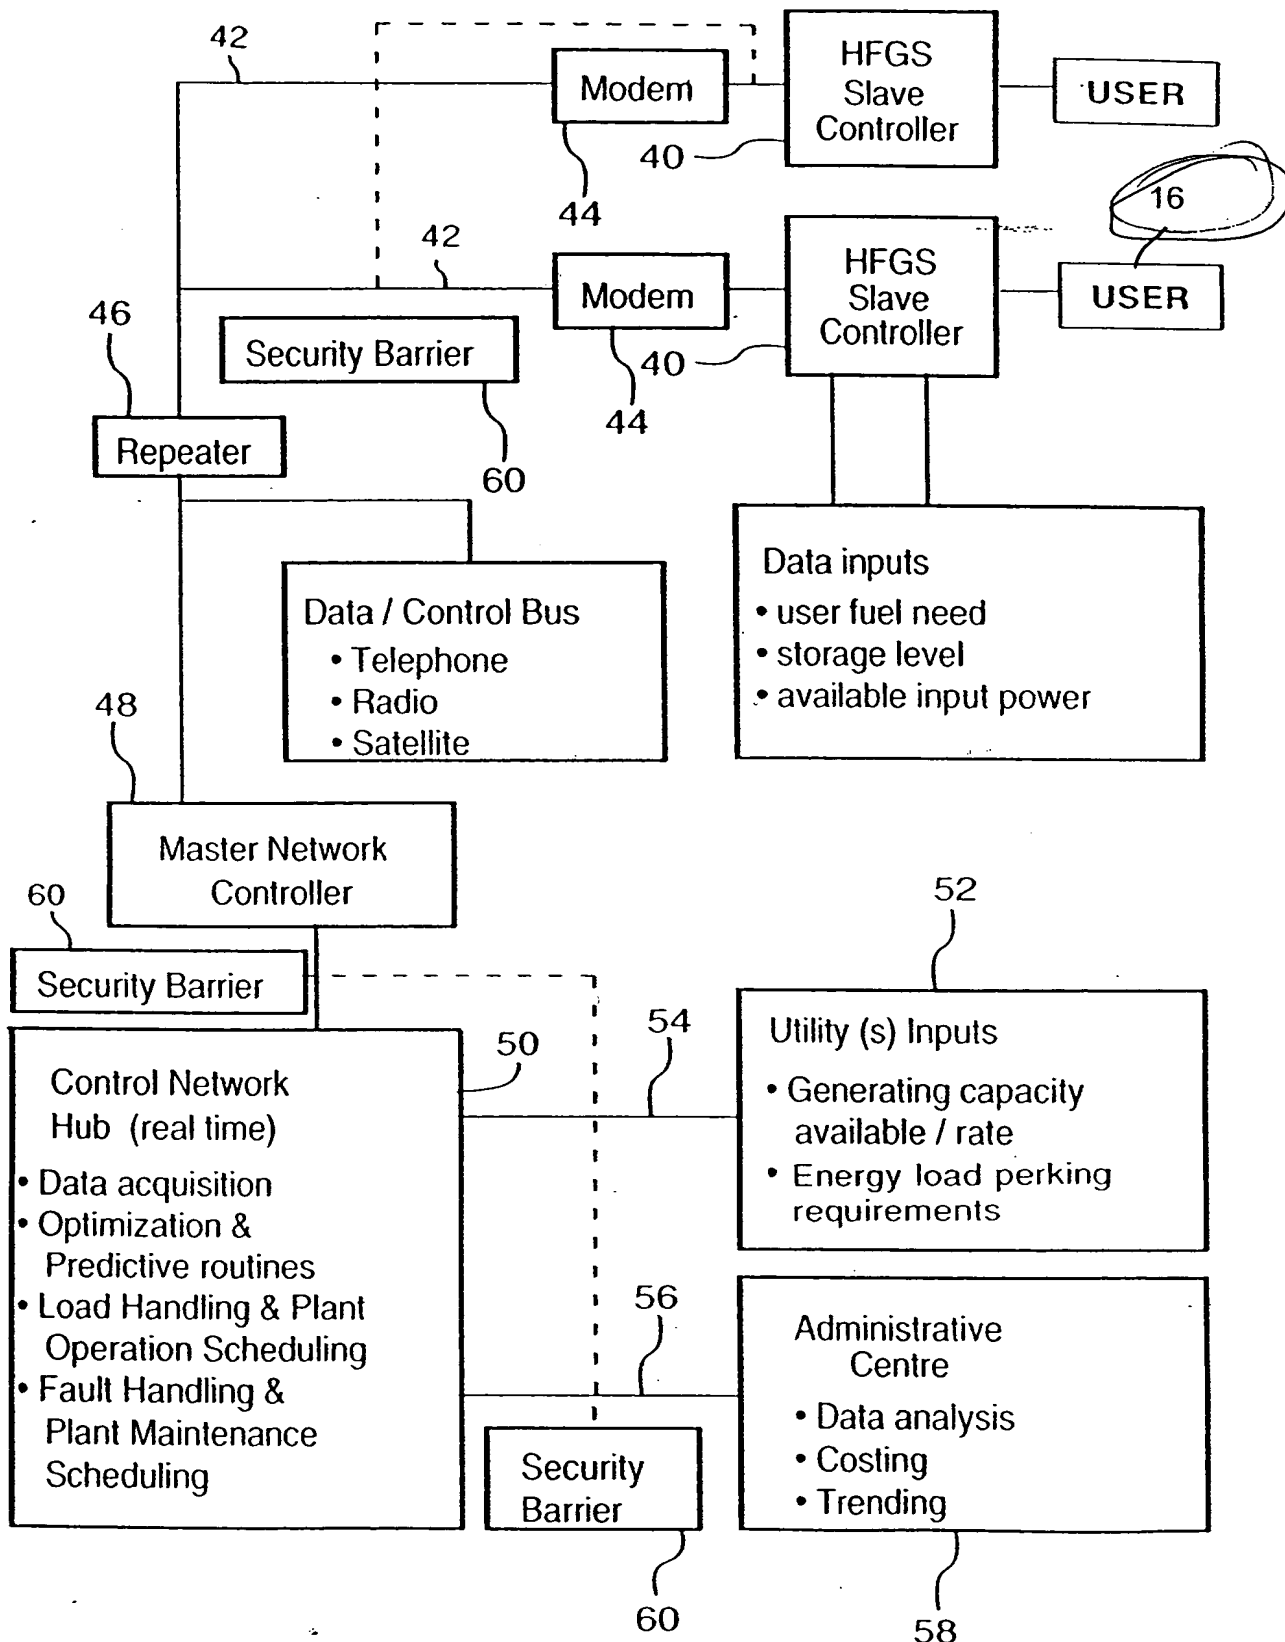 42
Modem
HFGS
Slave
Controller
USER
40
44
16
42
Modem
HFGS
Slave
Controller
USER
46
Security Barrier
40
44
Repeater
60
Data / Control Bus
• Telephone
• Radio
• Satellite
Data inputs
• user fuel need
• storage level
• available input power
48
Master Network
Controller
60
Security Barrier
52
50
54
Control Network
Hub (real time)
• Data acquisition
• Optimization &
Predictive routines
• Load Handling & Plant
Operation Scheduling
• Fault Handling &
Plant Maintenance
Scheduling
Utility (s) Inputs
• Generating capacity
available / rate
• Energy load perking
requirements
56
Administrative
Centre
• Data analysis
• Costing
• Trending
Security
Barrier
60
58